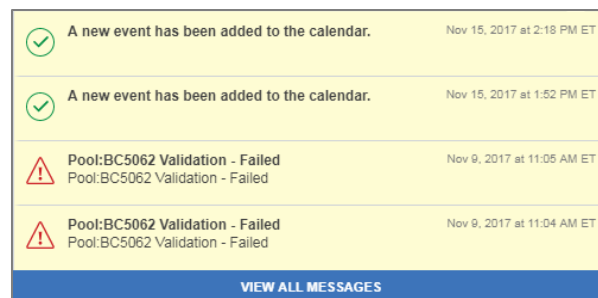 A new event has been added to the calendar. Nov 15, 2017 at 2:18 PM ET
A new event has been added to the calendar. Nov 15, 2017 at 1:52 PM ET
Pool:BC5062 Validation - Failed Nov 9, 2017 at 11:05 AM ET
Pool:BC5062 Validation - Failed
Pool:BC5062 Validation - Failed Nov 9, 2017 at 11:04 AM ET
Pool:BC5062 Validation - Failed
VIEW ALL MESSAGES